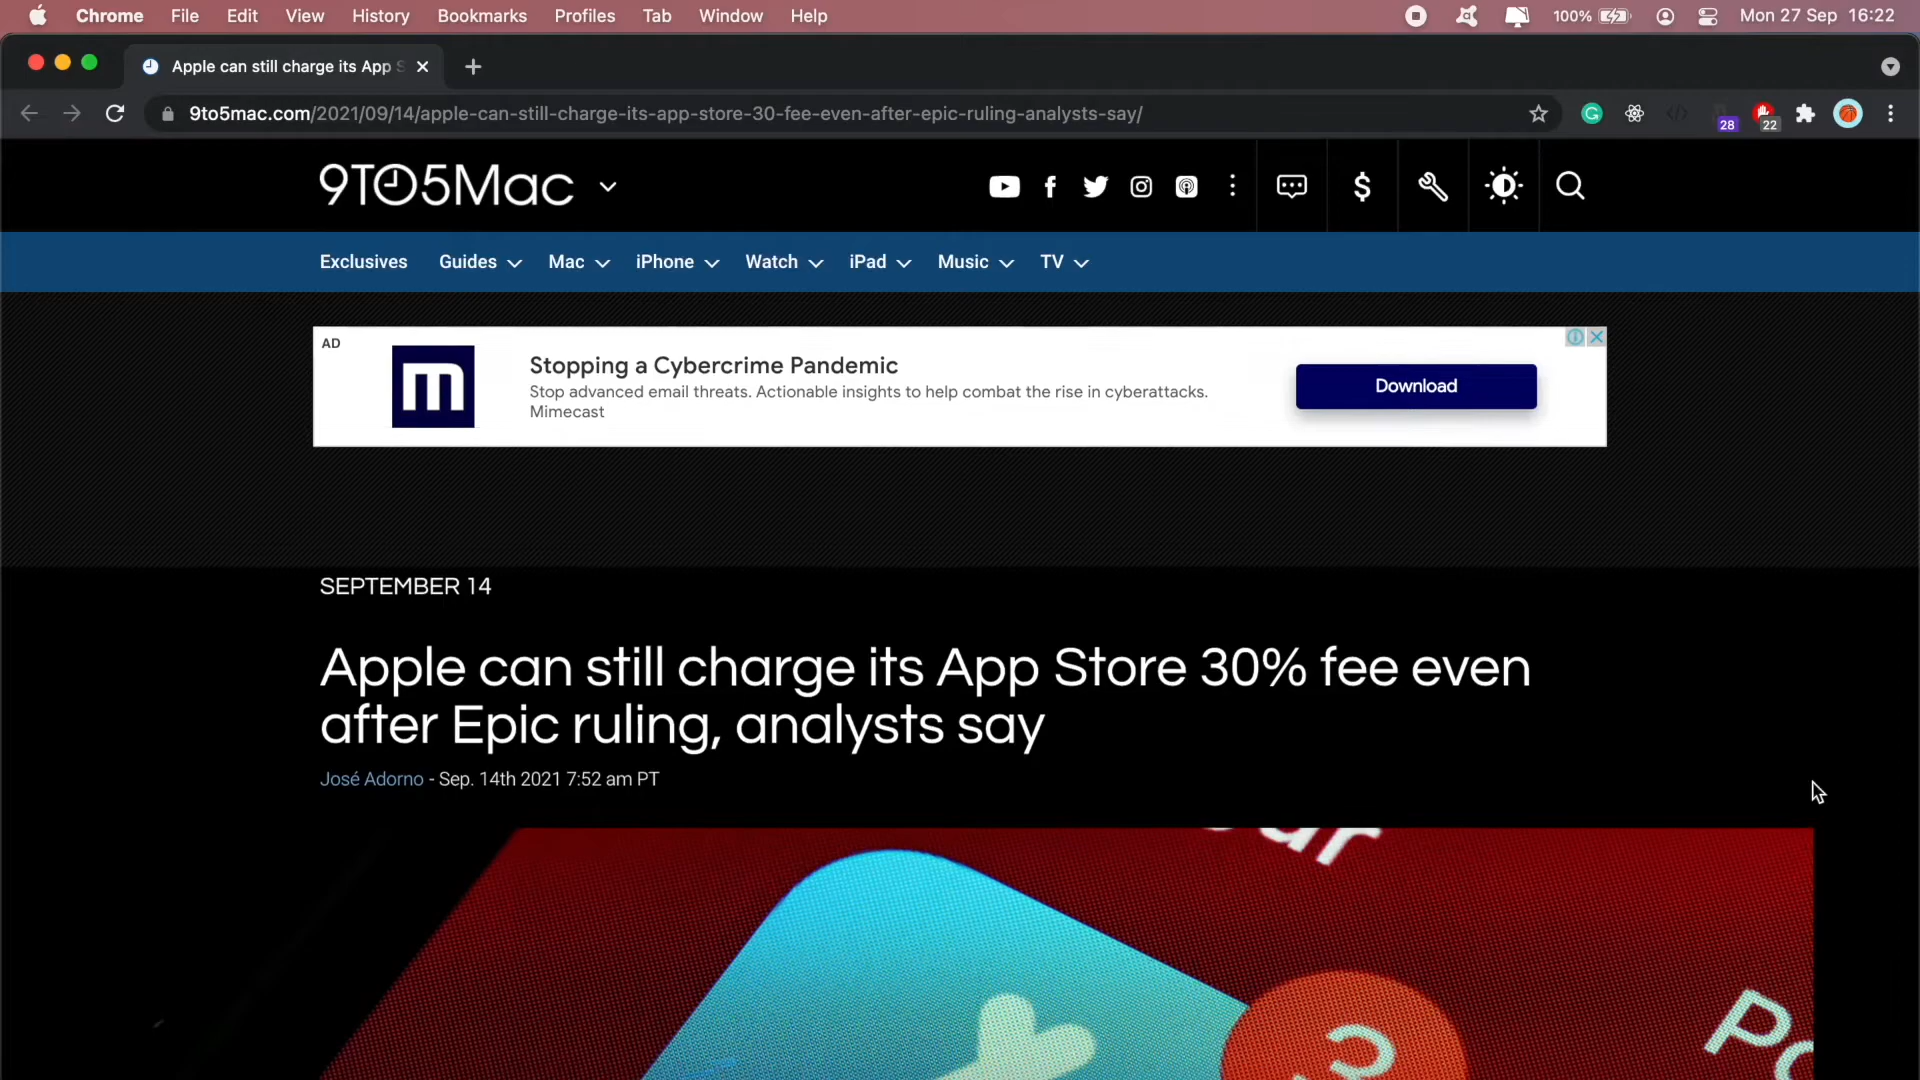 Chrome File Edit View History Bookmarks Profiles Tab Window Help 100% Mon 27 Sep 16:22
Apple can still charge its App S
9to5mac.com/2021/09/14/apple-can-still-charge-its-app-store-30-fee-even-after-epic-ruling-analysts-say/ 28 22
9TO5Mac
Exclusives Guides Mac iPhone Watch iPad Music TV
AD
Stopping a Cybercrime Pandemic
Stop advanced email threats. Actionable insights to help combat the rise in cyberattacks.
Mimecast
Download
SEPTEMBER 14
Apple can still charge its App Store 30% fee even
after Epic ruling, analysts say
José Adorno - Sep. 14th 2021 7:52 am PT
3